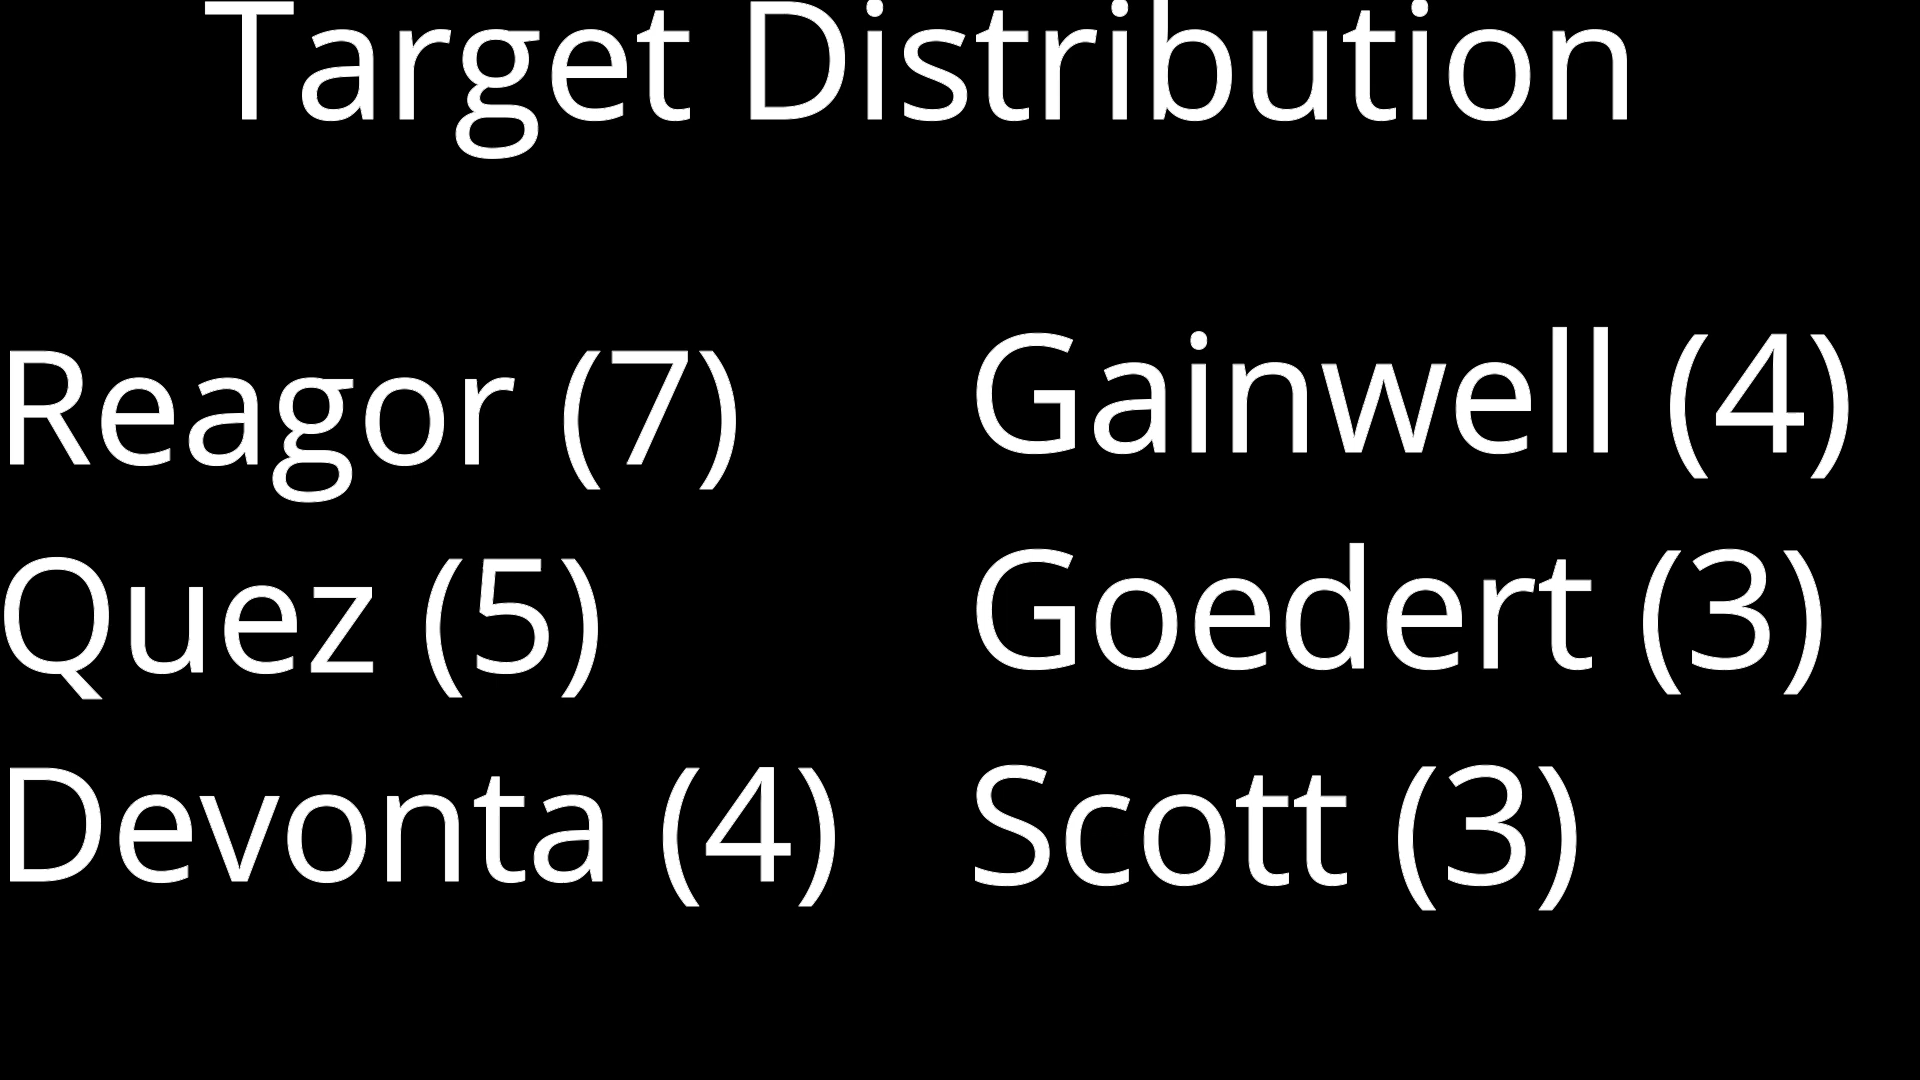 Target Distribution
Reagor (7)
Quez (5)
Devonta (4)
Gainwell (4)
Goedert (3)
Scott (3)